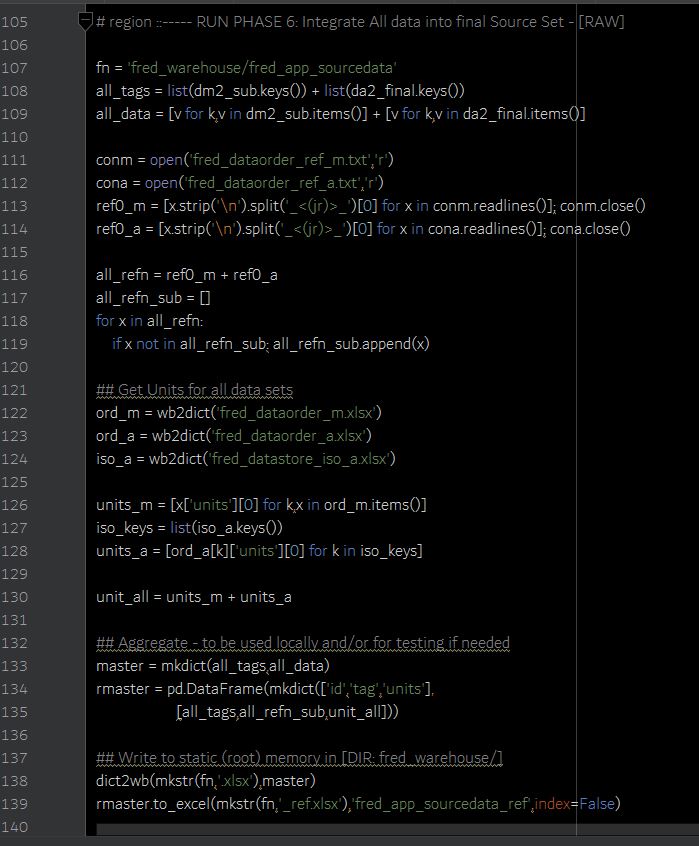 105 # region ::----- RUN PHASE 6: Integrate All data into final Source Set - [RAW]
106
107 fn = 'fred_warehouse/fred_app_sourcedata'
108 all_tags = list(dm2_sub.keys()) + list(da2_final.keys())
109 all_data = [v for k,v in dm2_sub.items()] + [v for k,v in da2_final.items()]
110
111 conm = open('fred_dataorder_ref_m.txt','r')
112 cona = open('fred_dataorder_ref_a.txt','r')
113 ref0_m = [x.strip('\n').split('_<(jr)>_')[0] for x in conm.readlines()]; conm.close()
114 ref0_a = [x.strip('\n').split('_<(jr)>_')[0] for x in cona.readlines()]; cona.close()
115
116 all_refn = ref0_m + ref0_a
117 all_refn_sub = []
118 for x in all_refn:
119 if x not in all_refn_sub: all_refn_sub.append(x)
120
121 ## Get Units for all data sets
122 ord_m = wb2dict('fred_dataorder_m.xlsx')
123 ord_a = wb2dict('fred_dataorder_a.xlsx')
124 iso_a = wb2dict('fred_datastore_iso_a.xlsx')
125
126 units_m = [x['units'][0] for k,x in ord_m.items()]
127 iso_keys = list(iso_a.keys())
128 units_a = [ord_a[k]['units'][0] for k in iso_keys]
129
130 unit_all = units_m + units_a
131
132 ## Aggregate - to be used locally and/or for testing if needed
133 master = mkdict(all_tags,all_data)
134 rmaster = pd.DataFrame(mkdict(['id','tag','units'],
135 [all_tags,all_refn_sub,unit_all]))
136
137 ## Write to static (root) memory in [DIR: fred_warehouse/]
138 dict2wb(mkstr(fn,'.xlsx'),master)
139 rmaster.to_excel(mkstr(fn,'_ref.xlsx'),'fred_app_sourcedata_ref',index=False)
140